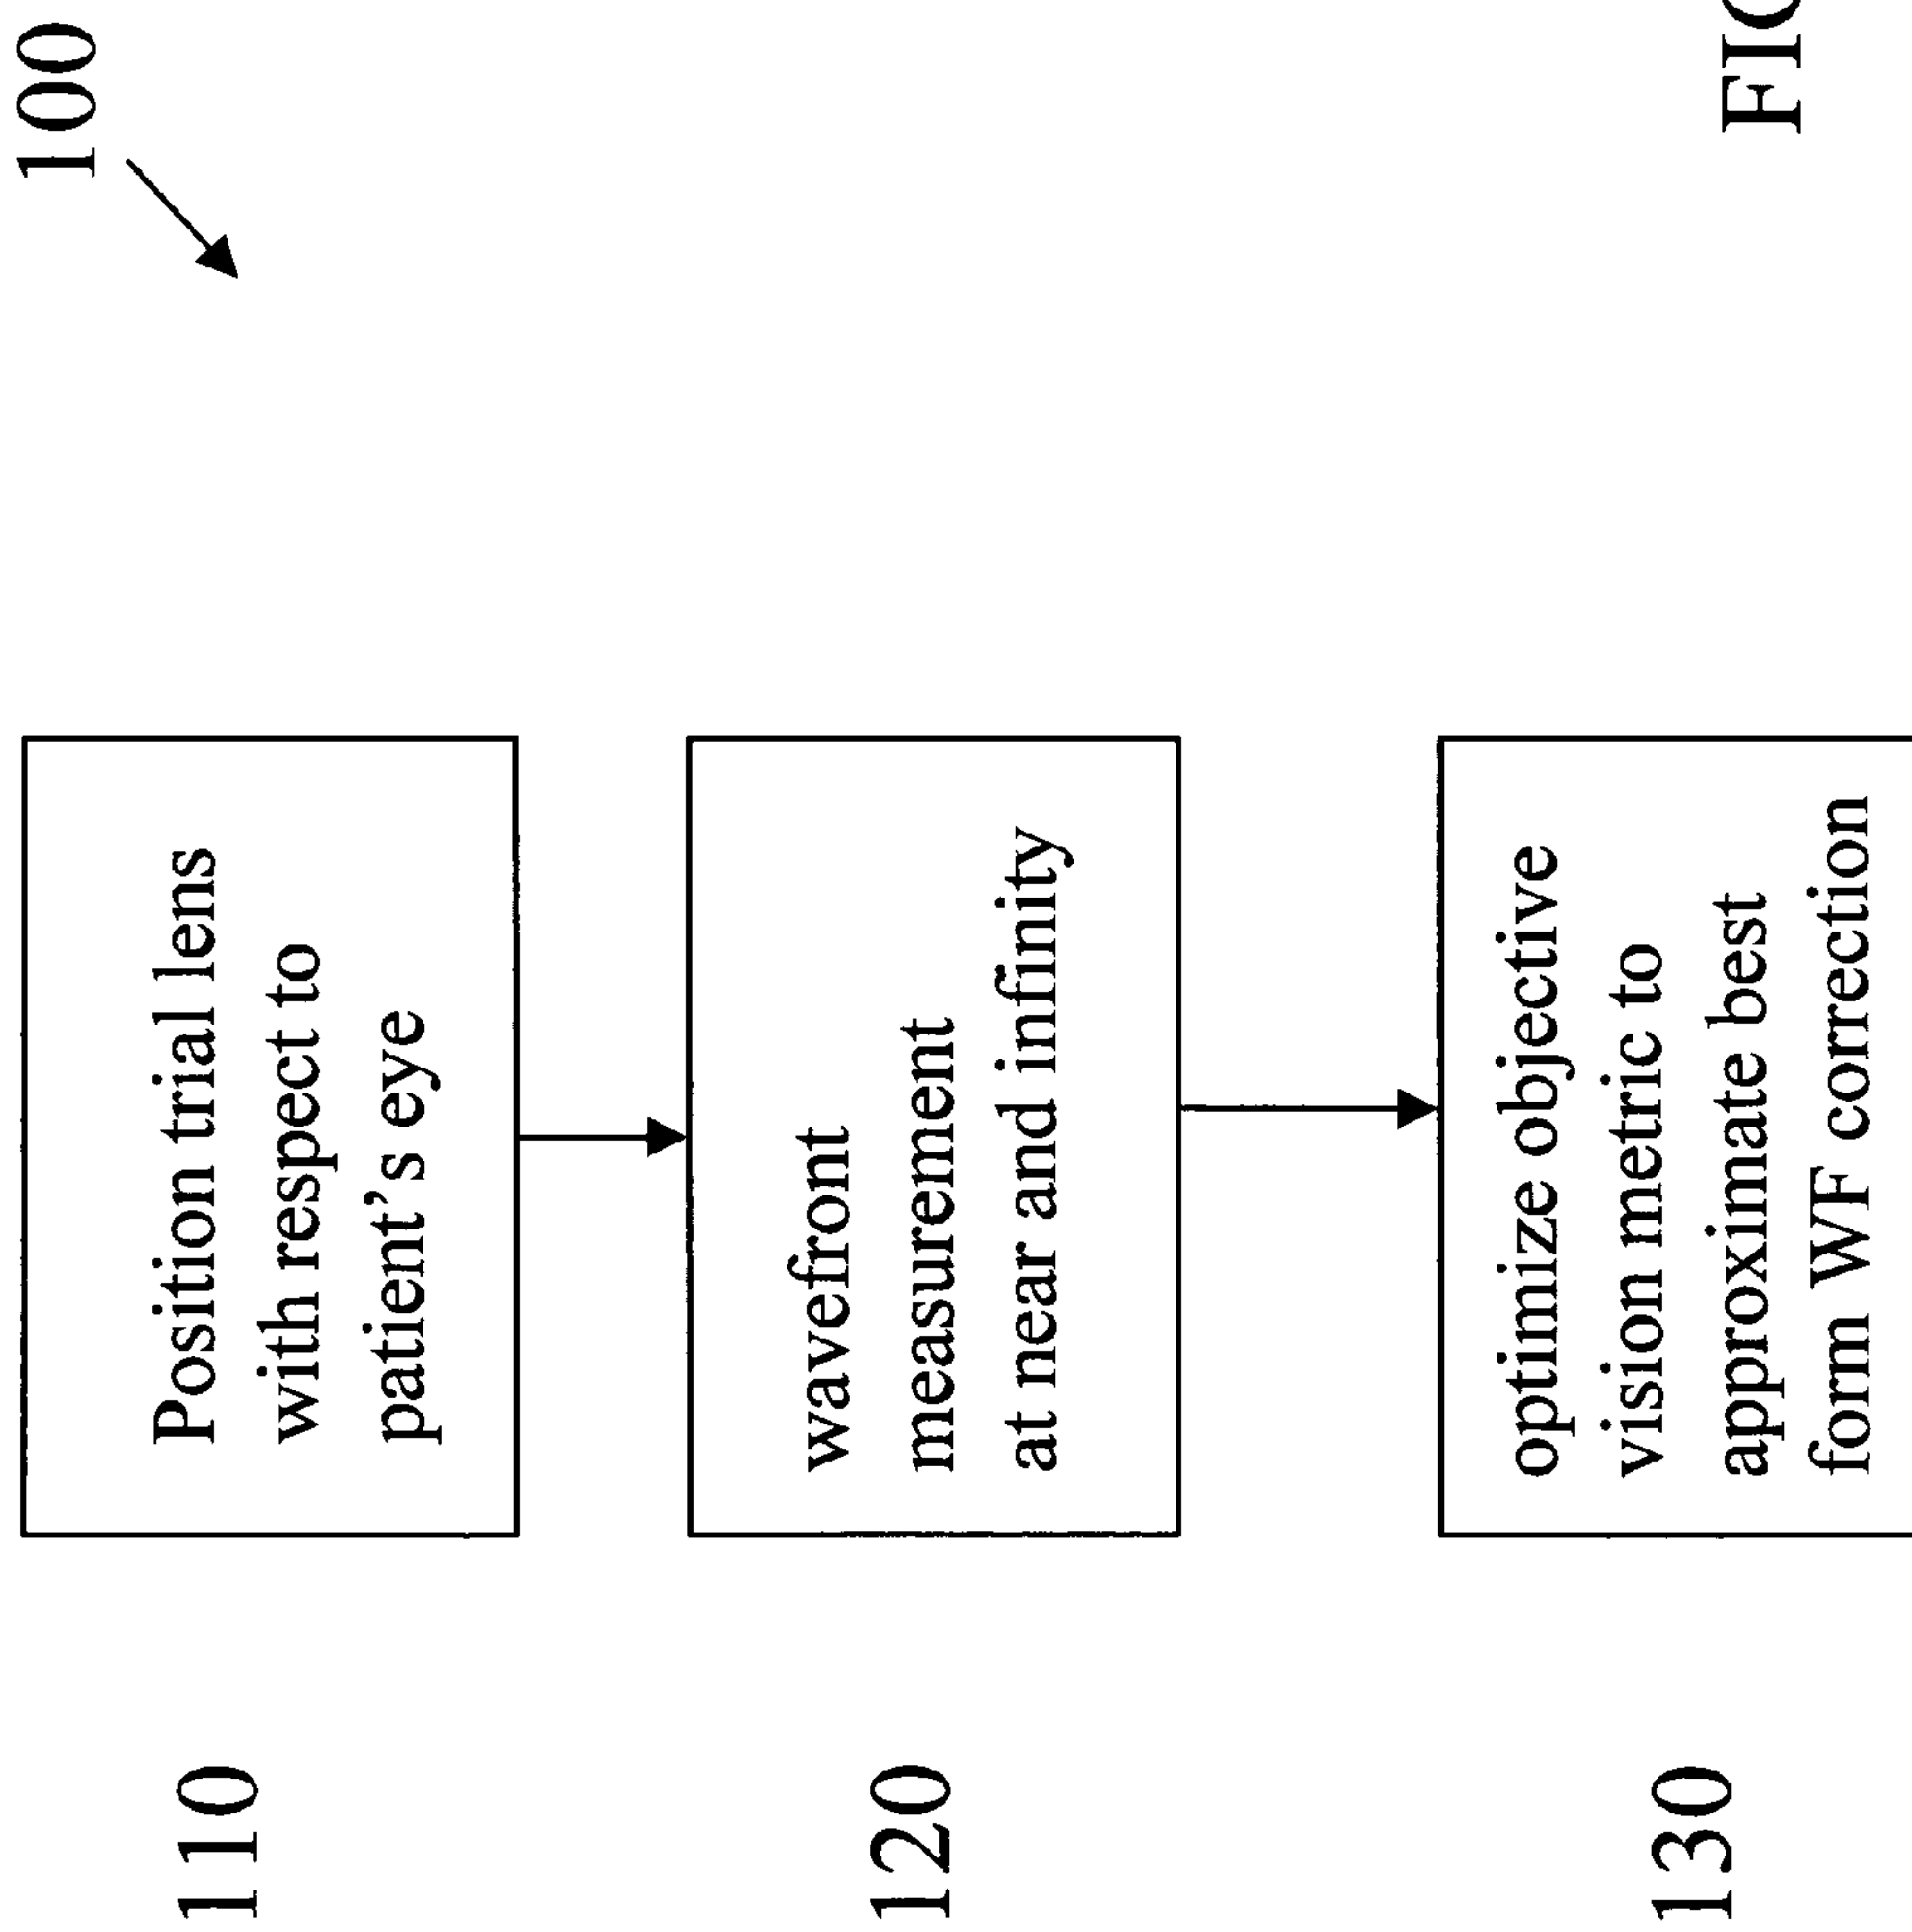 100
110
Position trial lens
with respect to
patient's eye
120
wavefront
measurement
at near and infinity
130
optimize objective
vision metric to
approximate best
form WF correction